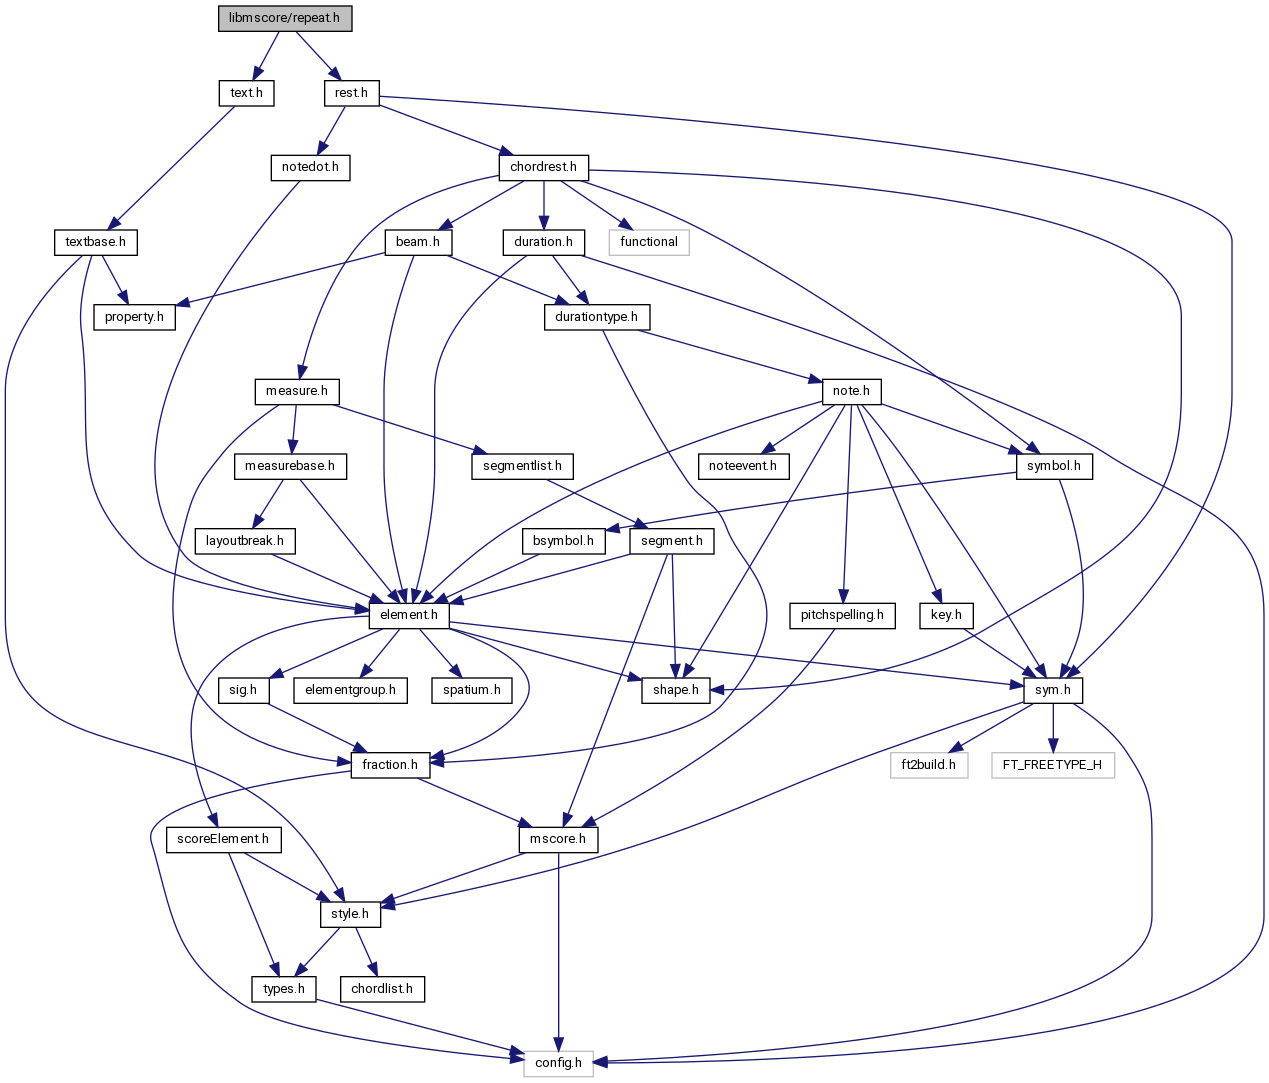 libmscore/repeat.h
text.h
rest.h
notedot.h
chordrest.h
textbase.h
beam.h
duration.h
functional
property.h
durationtype.h
measure.h
note.h
measurebase.h
segmentlist.h
noteevent.h
symbol.h
layoutbreak.h
bsymbol.h
segment.h
element.h
pitchspelling.h
key.h
sig.h
elementgroup.h
spatium.h
shape.h
sym.h
fraction.h
ft2build.h
FT_FREETYPE_H
scoreElement.h
mscore.h
style.h
types.h
chordlist.h
config.h